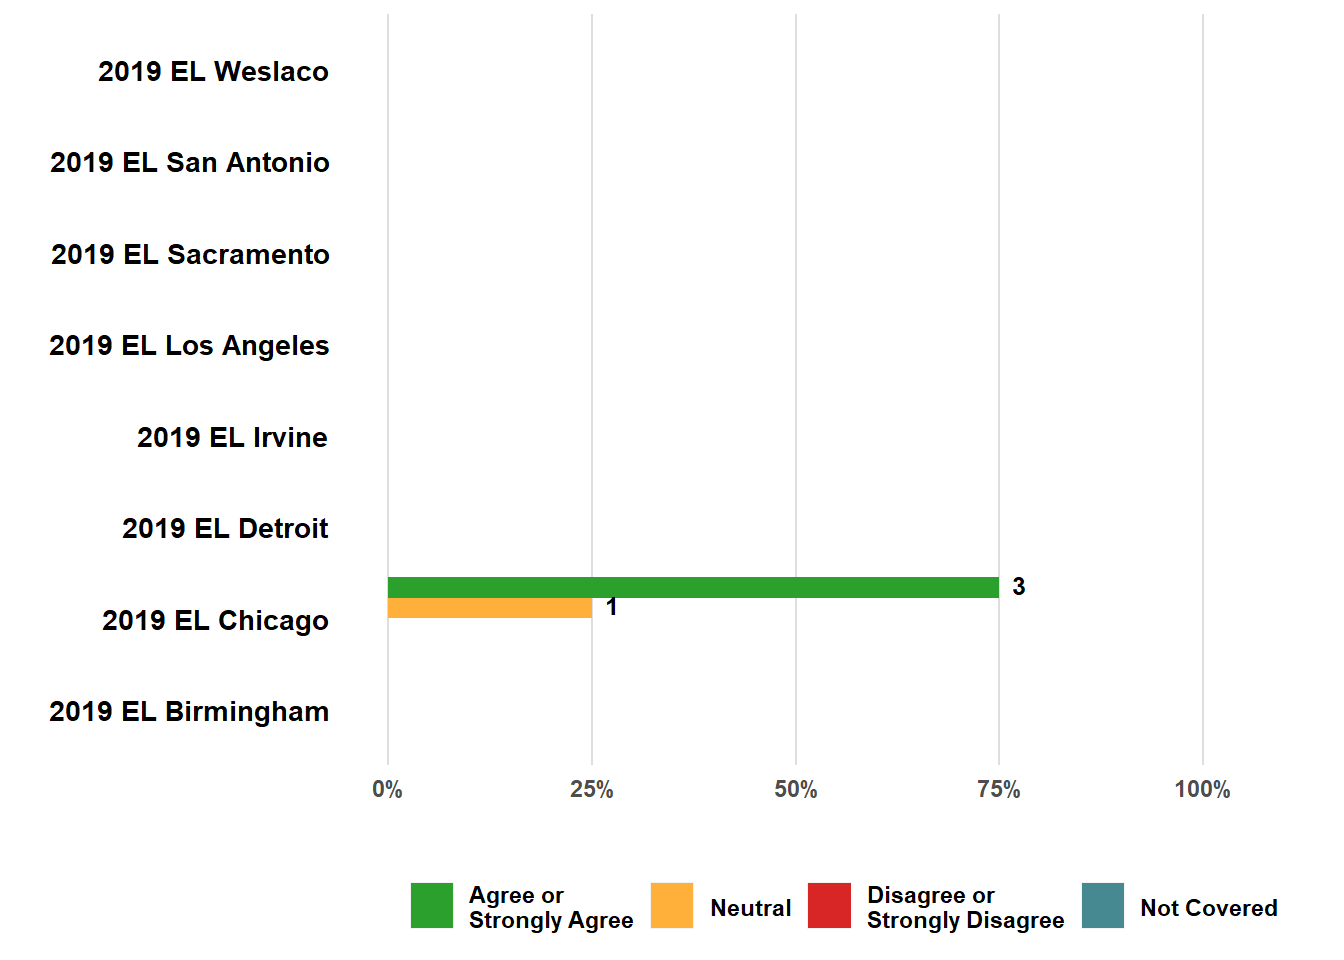 2019 EL Weslaco
2019 EL San Antonio
2019 EL Sacramento
2019 EL Los Angeles
2019 EL Irvine
2019 EL Detroit
3
1
2019 EL Chicago
2019 EL Birmingham
0% 25% 50% 75% 100%
Agree or
Strongly Agree
Neutral
Disagree or
Strongly Disagree
Not Covered